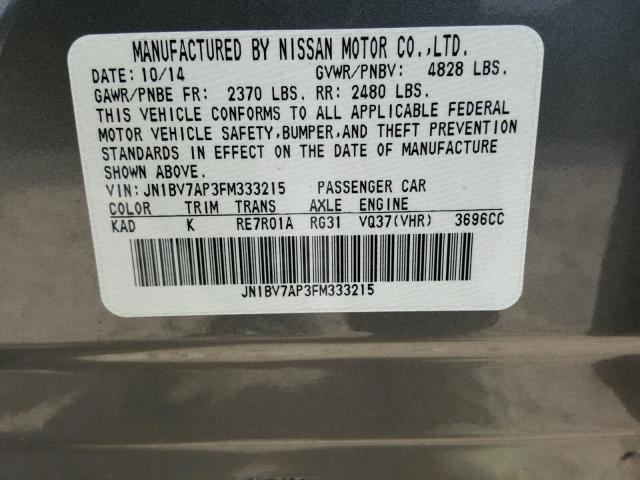 MANUFACTURED BY NISSAN MOTOR CO.,LTD.
DATE: 10/14 GVWR/PNBV: 4828 LBS.
GAWR/PNBE FR: 2370 LBS. RR: 2480 LBS.
THIS VEHICLE CONFORMS TO ALL APPLICABLE FEDERAL
MOTOR VEHICLE SAFETY,BUMPER,AND THEFT PREVENTION
STANDARDS IN EFFECT ON THE DATE OF MANUFACTURE
SHOWN ABOVE.
VIN:JN1BV7AP3FM333215 PASSENGER CAR
COLOR TRIM TRANS AXLE ENGINE
KAD K RE7R01A RG31 VQ37(VHR) 3696CC
JN1BV7AP3FM333215